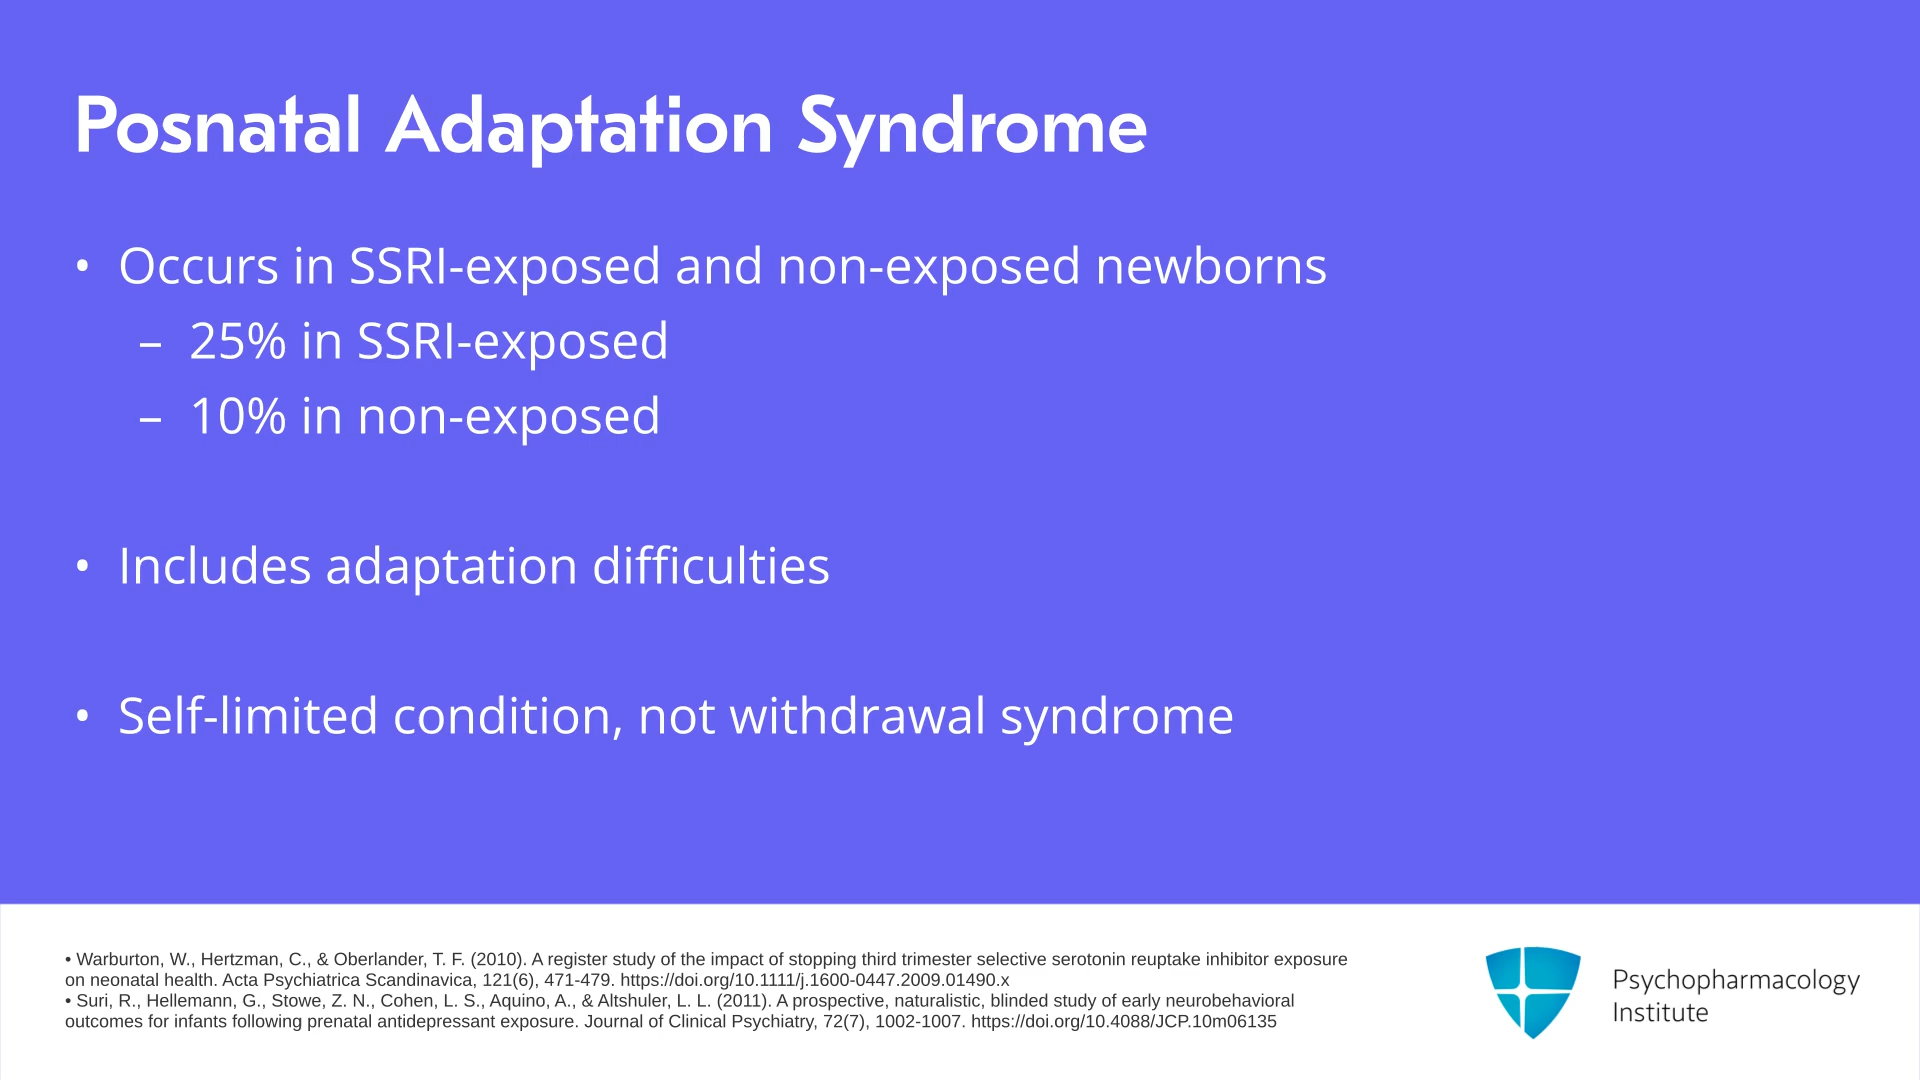 Posnatal Adaptation Syndrome
• Occurs in SSRI-exposed and non-exposed newborns
– 25% in SSRI-exposed
– 10% in non-exposed
• Includes adaptation difficulties
• Self-limited condition, not withdrawal syndrome
• Warburton, W., Hertzman, C., & Oberlander, T. F. (2010). A register study of the impact of stopping third trimester selective serotonin reuptake inhibitor exposure
on neonatal health. Acta Psychiatrica Scandinavica, 121(6), 471-479. https://doi.org/10.1111/j.1600-0447.2009.01490.x
• Suri, R., Hellemann, G., Stowe, Z. N., Cohen, L. S., Aquino, A., & Altshuler, L. L. (2011). A prospective, naturalistic, blinded study of early neurobehavioral
outcomes for infants following prenatal antidepressant exposure. Journal of Clinical Psychiatry, 72(7), 1002-1007. https://doi.org/10.4088/JCP.10m06135
Psychopharmacology
Institute